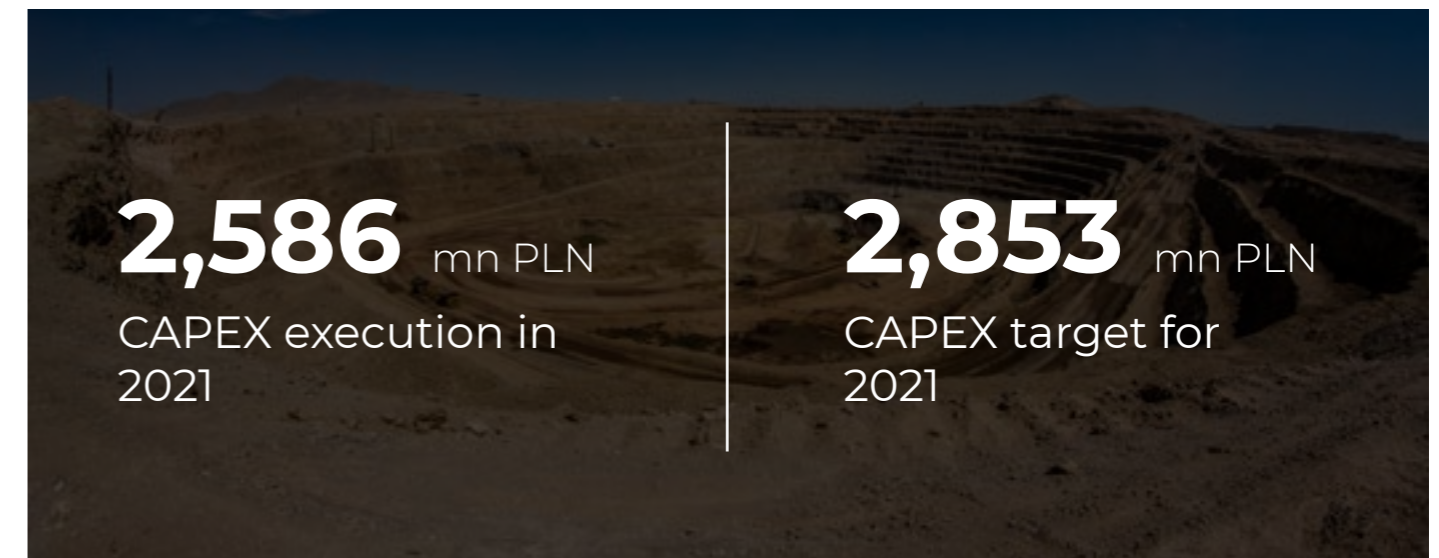 2,586 mn PLN
CAPEX execution in
2021
2,853 mn PLN
CAPEX target for
2021